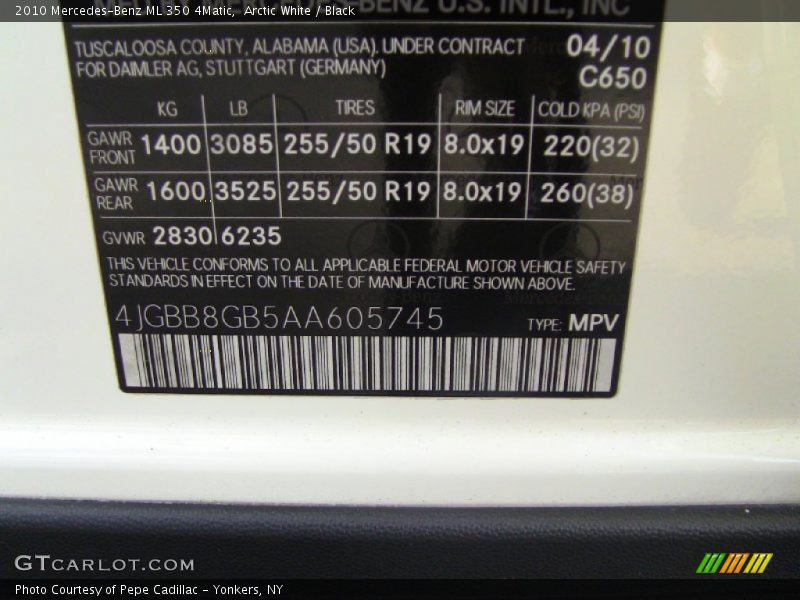 2010 Mercedes-Benz ML 350 4Matic, Arctic White / Black
BENZ U.S. INTL., INC
TUSCALOOSA COUNTY, ALABAMA (USA). UNDER CONTRACT 04/10
FOR DAIMLER AG, STUTTGART (GERMANY) C650
KG LB TIRES RIM SIZE COLD KPA (PSI)
GAWR FRONT 1400 3085 255/50 R19 8.0x19 220(32)
GAWR REAR 1600 3525 255/50 R19 8.0x19 260(38)
GVWR 2830 6235
THIS VEHICLE CONFORMS TO ALL APPLICABLE FEDERAL MOTOR VEHICLE SAFETY
STANDARDS IN EFFECT ON THE DATE OF MANUFACTURE SHOWN ABOVE.
4JGBB8GB5AA605745 TYPE: MPV
GTCARLOT.COM
Photo Courtesy of Pepe Cadillac - Yonkers, NY